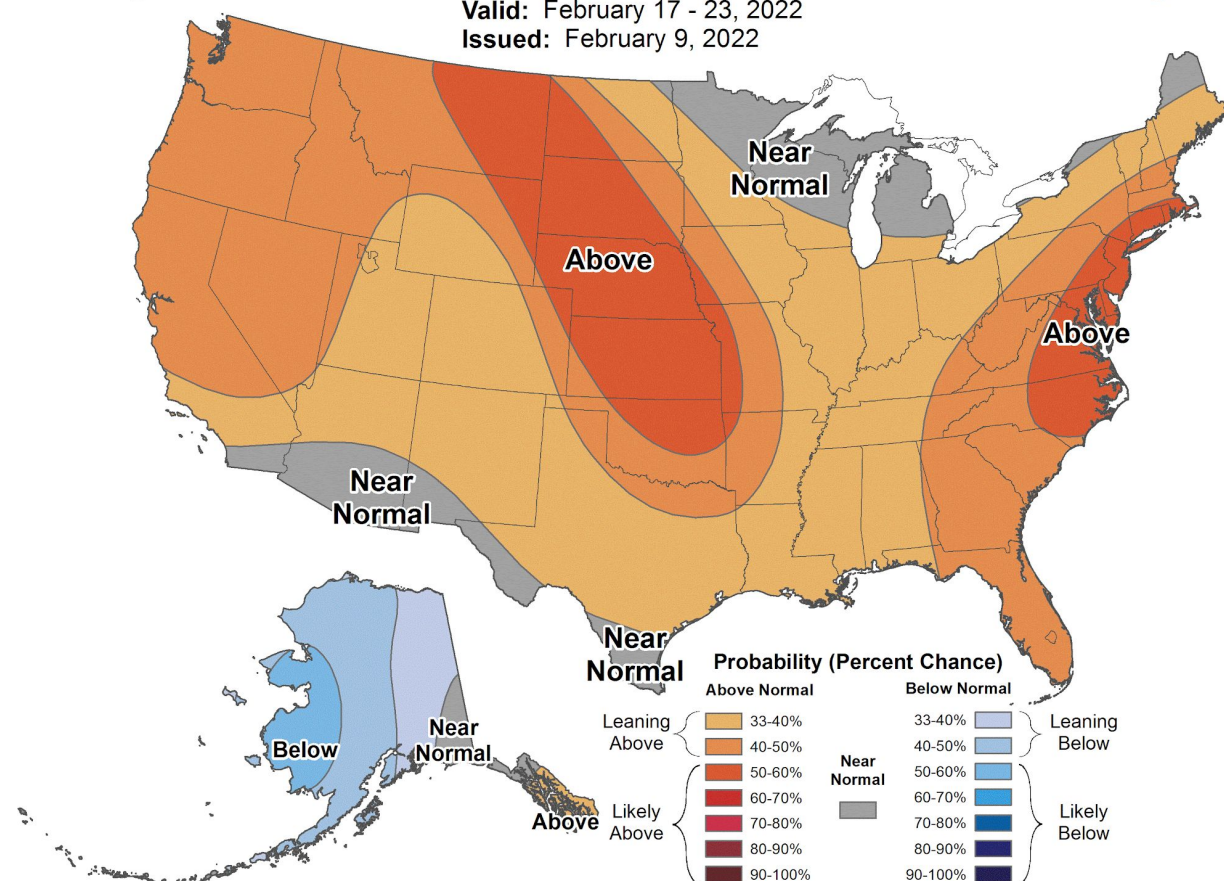 Valid: February 17 - 23, 2022
Issued: February 9, 2022
Near
Normal
Above
Above
Near
Normal
Near
Normal
Below
Near
Normal
Above
Probability (Percent Chance)
Above Normal
Below Normal
Leaning
Above
33-40%
40-50%
Likely
Above
50-60%
60-70%
70-80%
80-90%
90-100%
Near
Normal
33-40%
40-50%
Leaning
Below
50-60%
60-70%
70-80%
80-90%
90-100%
Likely
Below